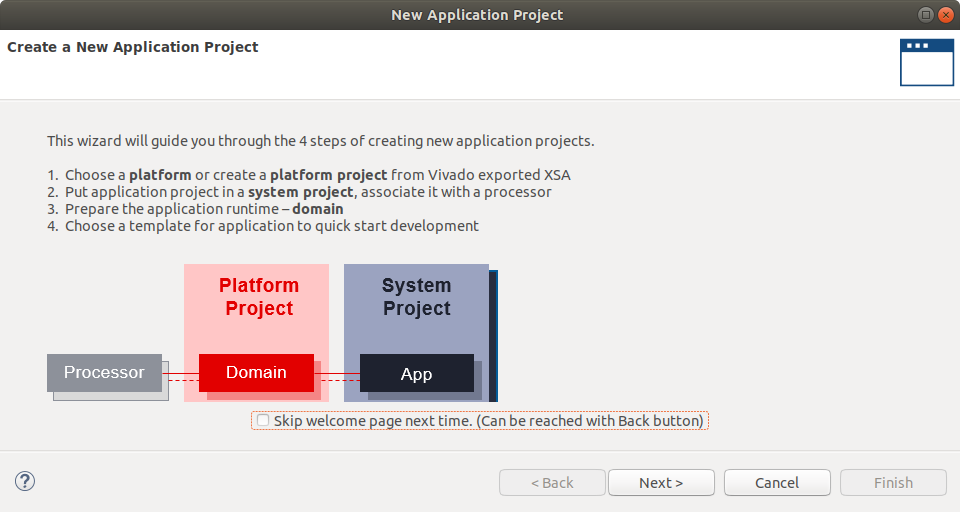 New Application Project
Create a New Application Project
This wizard will guide you through the 4 steps of creating new application projects.
1. Choose a platform or create a platform project from Vivado exported XSA
2. Put application project in a system project, associate it with a processor
3. Prepare the application runtime – domain
4. Choose a template for application to quick start development
Platform
Project
System
Project
Processor
Domain
App
Skip welcome page next time. (Can be reached with Back button)
?
< Back
Next >
Cancel
Finish